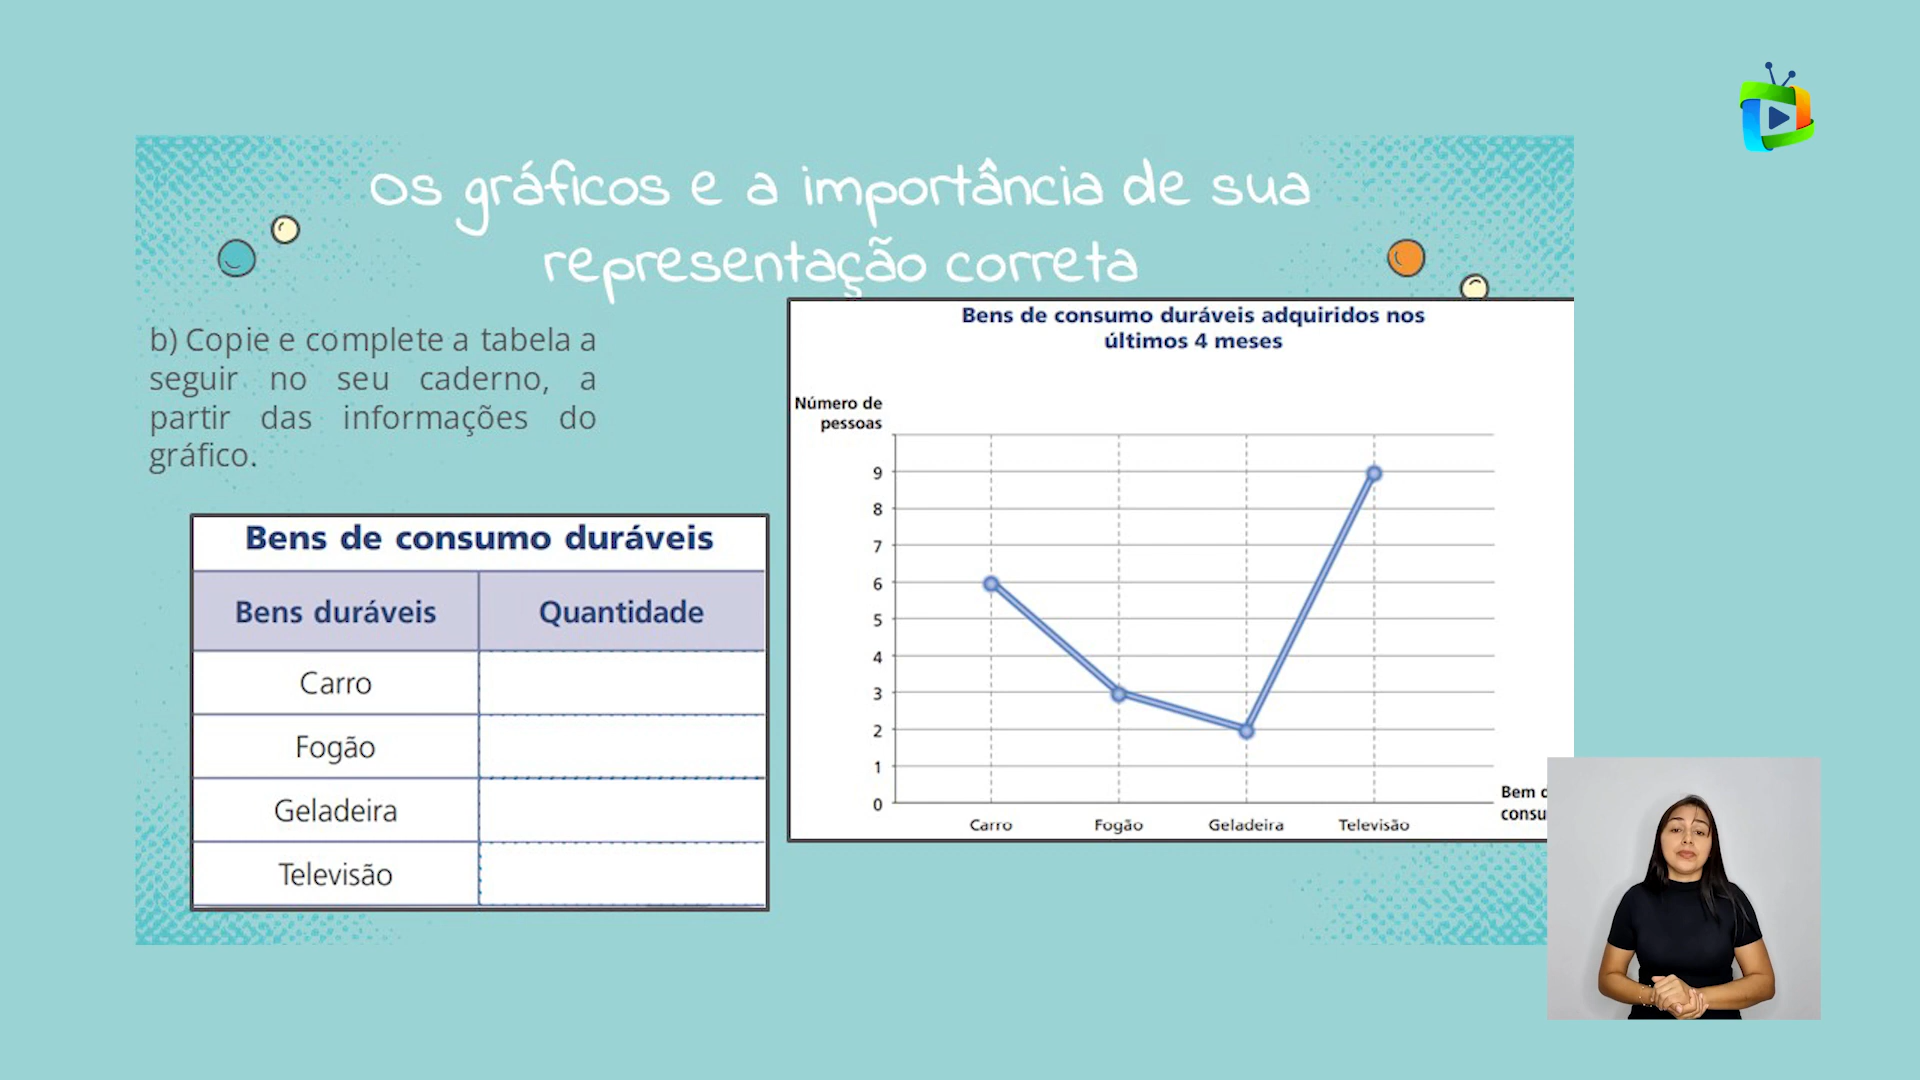 Os gráficos e a importância de sua
representação correta
b) Copie e complete a tabela a
seguir no seu caderno, a
partir das informações do
gráfico.
Bens de consumo duráveis
Bens duráveis Quantidade
Carro
Fogão
Geladeira
Televisão
Bens de consumo duráveis adquiridos nos
últimos 4 meses
Número de
pessoas
9
8
7
6
5
4
3
2
1
0
Carro Fogão Geladeira Televisão
Bem
consu